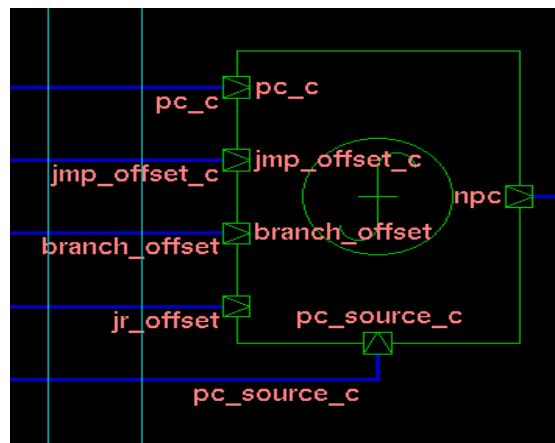 pc_c
pc_c
jmp_offset_c
jmp_offset_c
npc
branch_offset
branch_offset
jr_offset
pc_source_c
pc_source_c